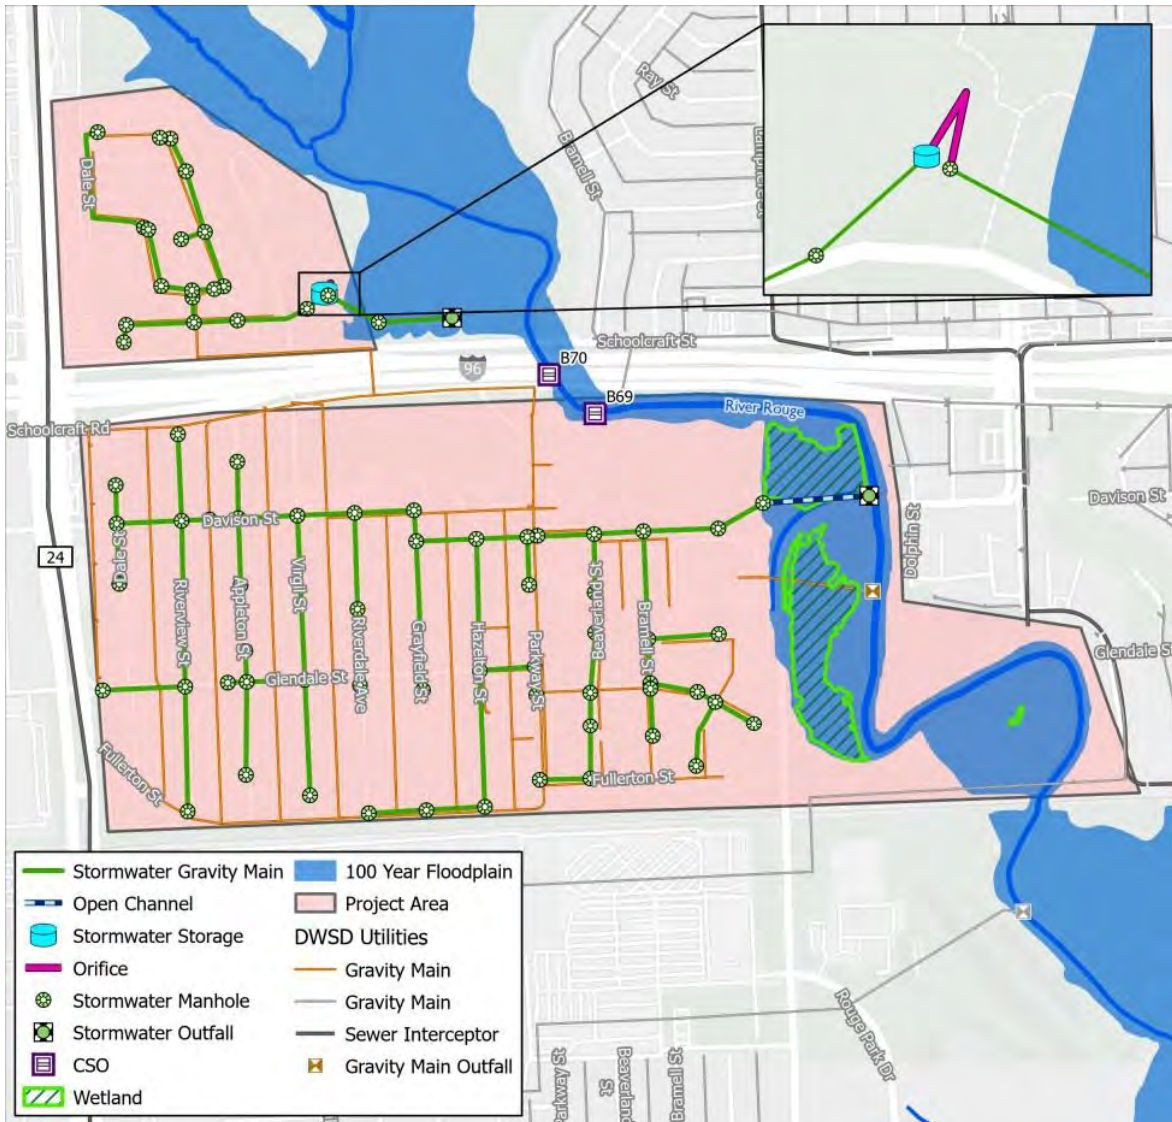 Ray St
Bramell St
Dale St
Schoolcraft St
B70
96
B69
River Rouge
Schoolcraft Rd
Davison St
Davison St
24
Dale St
Riverview St
Appleton St
Virgil St
Riverdale Ave
Grayfield St
Hazelton St
Parkway St
Beaverland St
Bramell St
Dolphin St
Glendale St
Glendale St
Fullerton St
Fullerton St
Stormwater Gravity Main
100 Year Floodplain
Open Channel
Project Area
Stormwater Storage
DWSD Utilities
Orifice
Gravity Main
Stormwater Manhole
Gravity Main
Stormwater Outfall
Sewer Interceptor
CSO
Gravity Main Outfall
Wetland
Rouge Park Dr
Parkway St
Beaverland
St
Bramell St